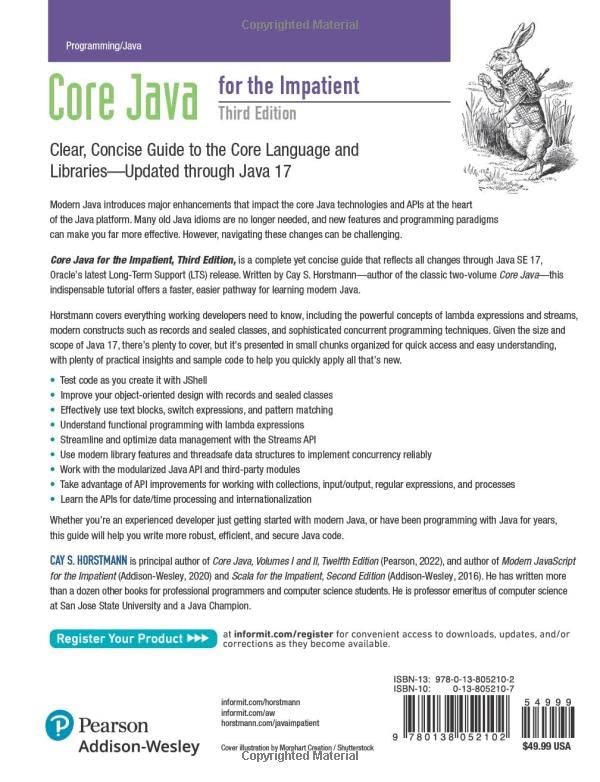 Copyrighted Material
Programming/Java
Core Java
for the Impatient
Third Edition
Clear, Concise Guide to the Core Language and
Libraries—Updated through Java 17
Modern Java introduces major enhancements that impact the core Java technologies and APIs at the heart
of the Java platform. Many old Java idioms are no longer needed, and new features and programming paradigms
can make you far more effective. However, navigating these changes can be challenging.
Core Java for the Impatient, Third Edition, is a complete yet concise guide that reflects all changes through Java SE 17,
Oracle's latest Long-Term Support (LTS) release. Written by Cay S. Horstmann—author of the classic two-volume Core Java—this
indispensable tutorial offers a faster, easier pathway for learning modern Java.
Horstmann covers everything working developers need to know, including the powerful concepts of lambda expressions and streams,
modern constructs such as records and sealed classes, and sophisticated concurrent programming techniques. Given the size and
scope of Java 17, there's plenty to cover, but it's presented in small chunks organized for quick access and easy understanding,
with plenty of practical insights and sample code to help you quickly apply all that's new.
• Test code as you create it with JShell
• Improve your object-oriented design with records and sealed classes
• Effectively use text blocks, switch expressions, and pattern matching
• Understand functional programming with lambda expressions
• Streamline and optimize data management with the Streams API
• Use modern library features and threadsafe data structures to implement concurrency reliably
• Work with the modularized Java API and third-party modules
• Take advantage of API improvements for working with collections, input/output, regular expressions, and processes
• Learn the APIs for date/time processing and internationalization
Whether you're an experienced developer just getting started with modern Java, or have been programming with Java for years,
this guide will help you write more robust, efficient, and secure Java code.
CAY S. HORSTMANN is principal author of Core Java, Volumes I and II, Twelfth Edition (Pearson, 2022), and author of Modern JavaScript
for the Impatient (Addison-Wesley, 2020) and Scala for the Impatient, Second Edition (Addison-Wesley, 2016). He has written more
than a dozen other books for professional programmers and computer science students. He is professor emeritus of computer science
at San Jose State University and a Java Champion.
Register Your Product
at informit.com/register for convenient access to downloads, updates, and/or
corrections as they become available.
ISBN-13: 978-0-13-805210-2
ISBN-10: 0-13-805210-7
5 4 9 9 9
9 780138 052102
$49.99 USA
P Pearson
Addison-Wesley
informit.com/horstmann
informit.com/aw
horstmann.com/javaimpatient
Cover illustration by Morphart Creation / Shutterstock
Copyrighted Material